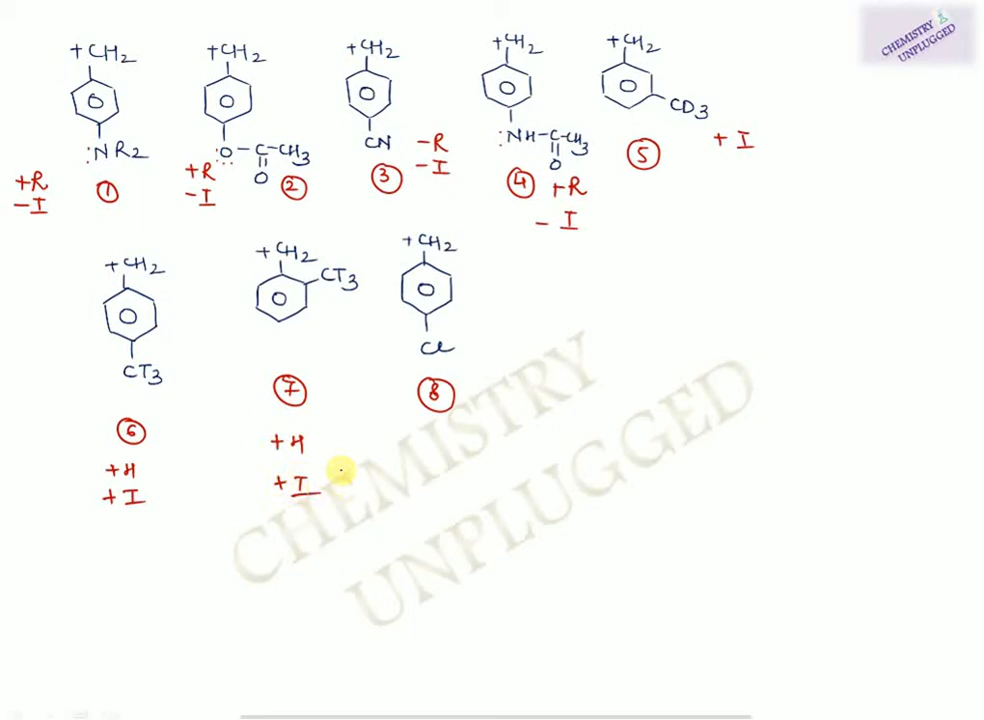 CHEMISTRY
UNPLUGGED
+CH2
:NR2
+R
-I
1
+CH2
:O-C-CH3
O
+R
-I
2
+CH2
CN
-R
-I
3
+CH2
:NH-C-CH3
O
4
+R
-I
+CH2
CD3
5
+I
+CH2
CT3
6
+H
+I
+CH2
CT3
7
+H
+I
+CH2
Cl
8
CHEMISTRY
UNPLUGGED